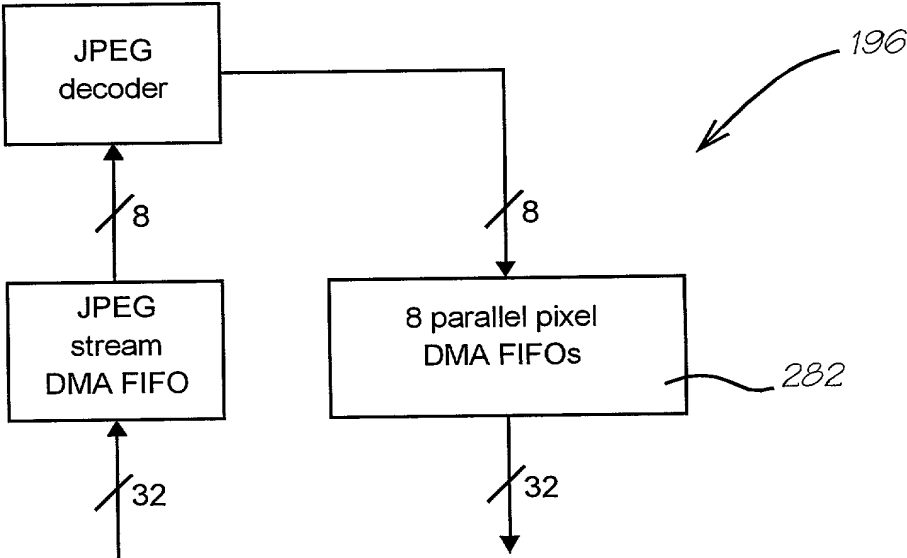 JPEG
decoder
196
8
8
JPEG
stream
DMA FIFO
8 parallel pixel
DMA FIFOs
282
32
32